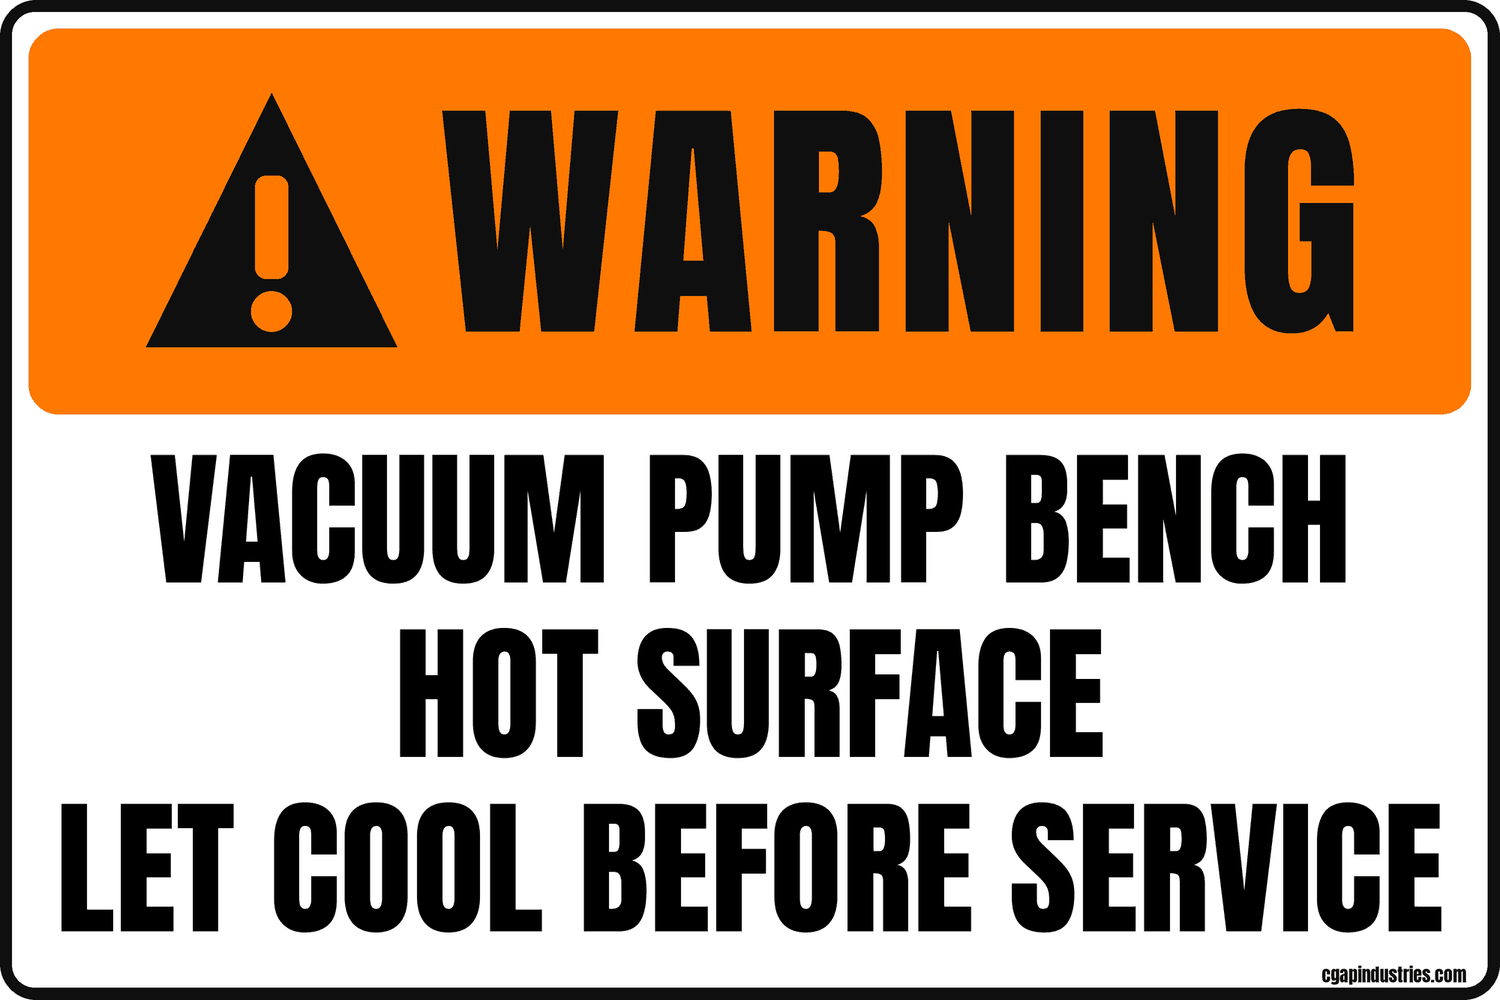 WARNING
VACUUM PUMP BENCH
HOT SURFACE
LET COOL BEFORE SERVICE
cgapindustries.com